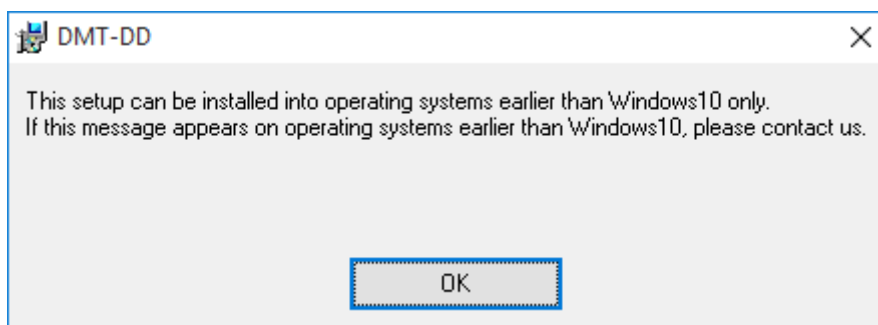 DMT-DD
This setup can be installed into operating systems earlier than Windows10 only.
If this message appears on operating systems earlier than Windows10, please contact us.
OK